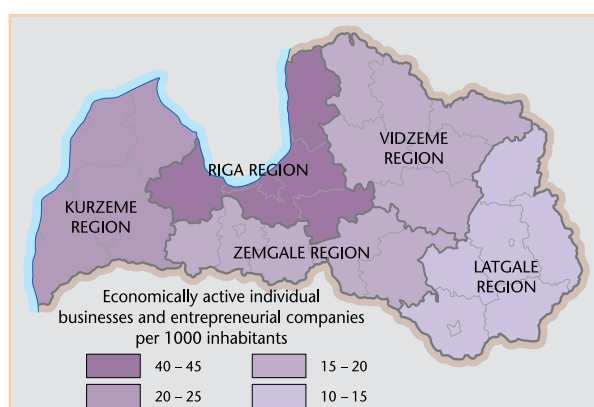 RIGA REGION
VIDZEME
REGION
KURZEME
REGION
ZEMGALE REGION
LATGALE
REGION
Economically active individual
businesses and entrepreneurial companies
per 1000 inhabitants
40 – 45
15 – 20
20 – 25
10 – 15